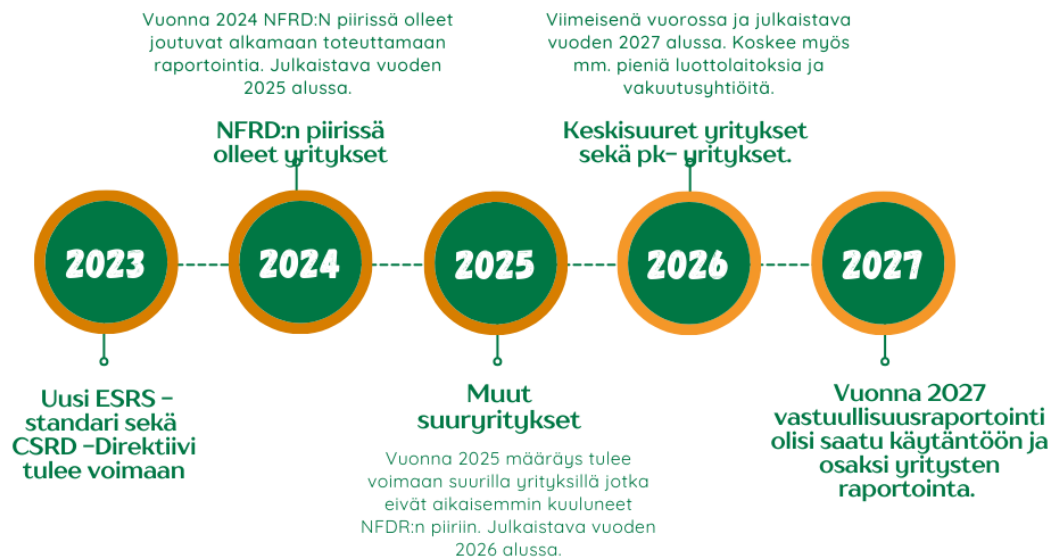 Vuonna 2024 NFRD:N piirissä olleet
joutuvat alkamaan toteuttamaan
raportointia. Julkaistava vuoden
2025 alussa.
Viimeisenä vuorossa ja julkaistava
vuoden 2027 alussa. Koskee myös
mm. pieniä luottolaitoksia ja
vakuutusyhtiöitä.
NFRD:n piirissä
olleet yritykset
Keskisuuret yritykset
sekä pk- yritykset.
2023
2024
2025
2026
2027
Uusi ESRS -
standari sekä
CSRD -Direktiivi
tulee voimaan
Muut
suuryritykset
Vuonna 2025 määräys tulee
voimaan suurilla yrityksillä jotka
eivät aikaisemmin kuuluneet
NFDR:n piiriin. Julkaistava vuoden
2026 alussa.
Vuonna 2027
vastuullisuusraportointi
olisi saatu käytäntöön ja
osaksi yritysten
raportointa.